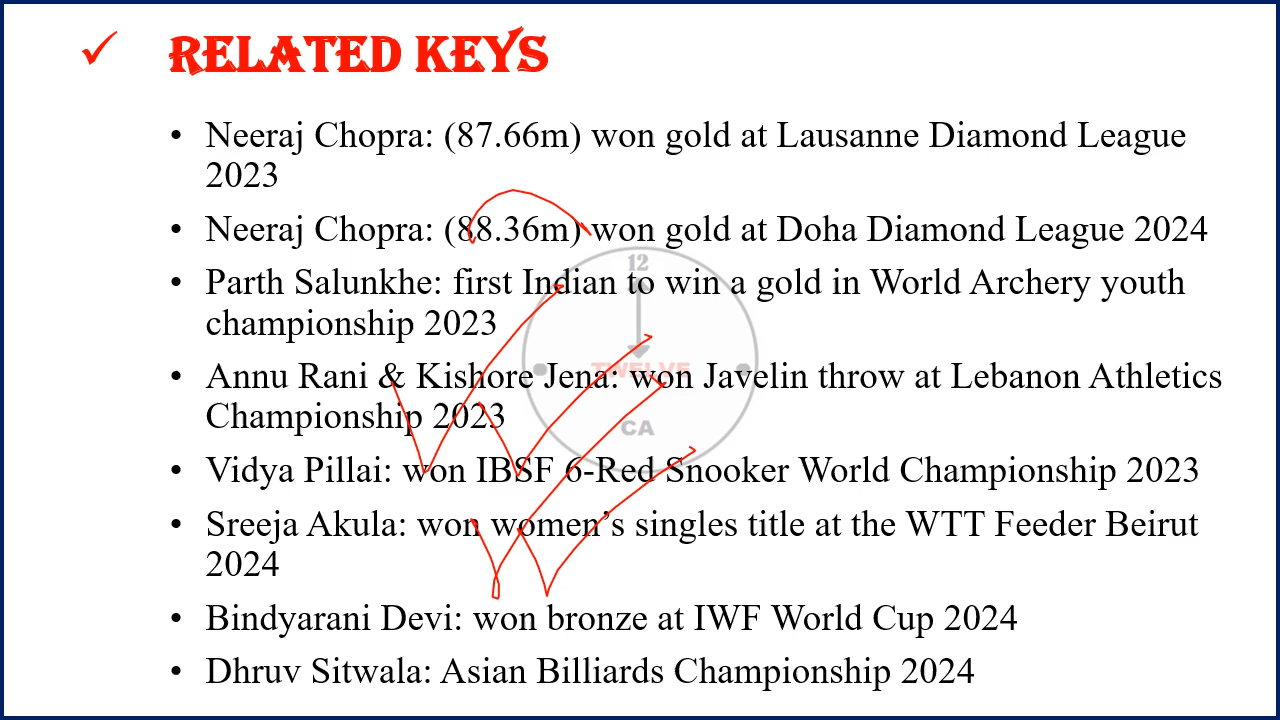 ✓ RELATED KEYS
• Neeraj Chopra: (87.66m) won gold at Lausanne Diamond League
2023
• Neeraj Chopra: (88.36m) won gold at Doha Diamond League 2024
12
• Parth Salunkhe: first Indian to win a gold in World Archery youth
championship 2023
TWELVE
• Annu Rani & Kishore Jena: won Javelin throw at Lebanon Athletics
Championship 2023
CA
• Vidya Pillai: won IBSF 6-Red Snooker World Championship 2023
• Sreeja Akula: won women’s singles title at the WTT Feeder Beirut
2024
• Bindyarani Devi: won bronze at IWF World Cup 2024
• Dhruv Sitwala: Asian Billiards Championship 2024